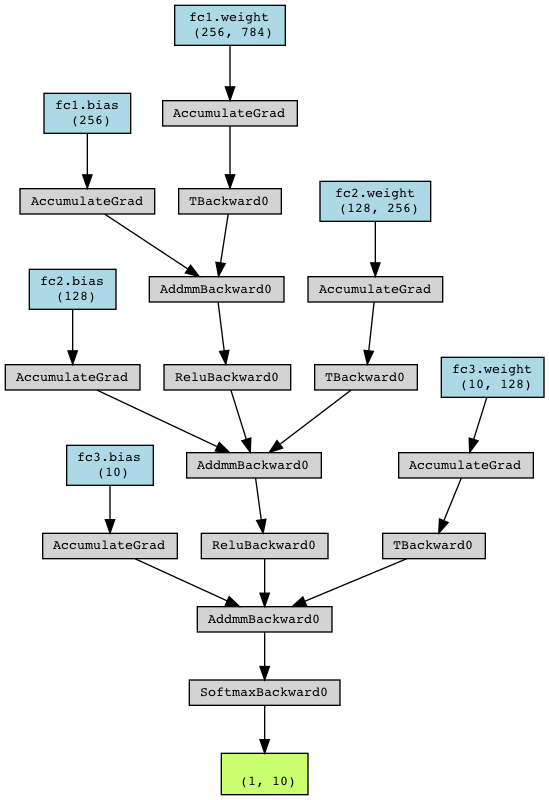 fc1.weight
(256, 784)
fc1.bias
(256)
AccumulateGrad
AccumulateGrad
TBackward0
fc2.weight
(128, 256)
fc2.bias
(128)
AddmmBackward0
AccumulateGrad
AccumulateGrad
ReluBackward0
TBackward0
fc3.weight
(10, 128)
fc3.bias
(10)
AddmmBackward0
AccumulateGrad
AccumulateGrad
ReluBackward0
TBackward0
AddmmBackward0
SoftmaxBackward0
(1, 10)